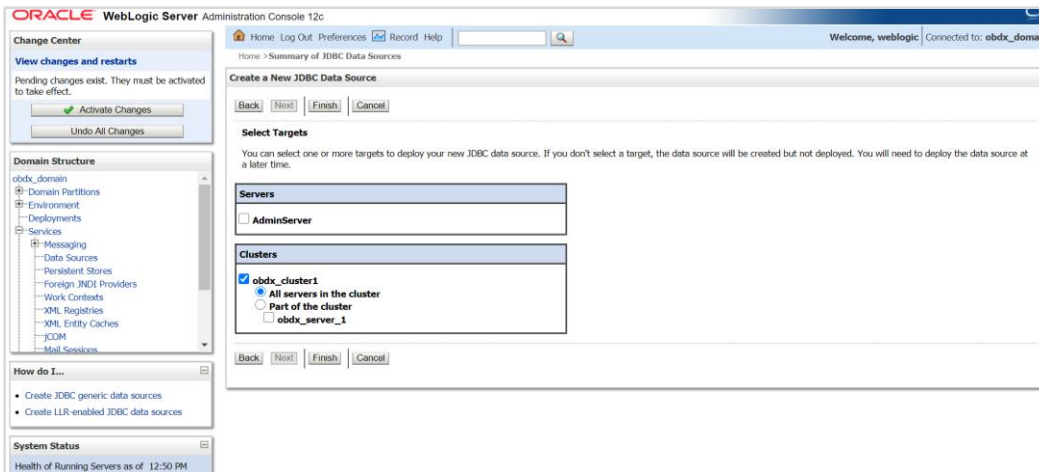 ORACLE WebLogic Server Administration Console 12c
Change Center
View changes and restarts
Pending changes exist. They must be activated
to take effect.
Activate Changes
Undo All Changes
Domain Structure
obdx_domain
Domain Partitions
Environment
Deployments
Services
Messaging
Data Sources
Persistent Stores
Foreign JNDI Providers
Work Contexts
XML Registries
XML Entity Caches
jCOM
Mail Sessions
How do I...
Create JDBC generic data sources
Create LLR-enabled JDBC data sources
System Status
Health of Running Servers as of 12:50 PM
Home Log Out Preferences Record Help
Welcome, weblogic Connected to: obdx_doma
Home >Summary of JDBC Data Sources
Create a New JDBC Data Source
Back Next Finish Cancel
Select Targets
You can select one or more targets to deploy your new JDBC data source. If you don't select a target, the data source will be created but not deployed. You will need to deploy the data source at
a later time.
Servers
AdminServer
Clusters
obdx_cluster1
All servers in the cluster
Part of the cluster
obdx_server_1
Back Next Finish Cancel